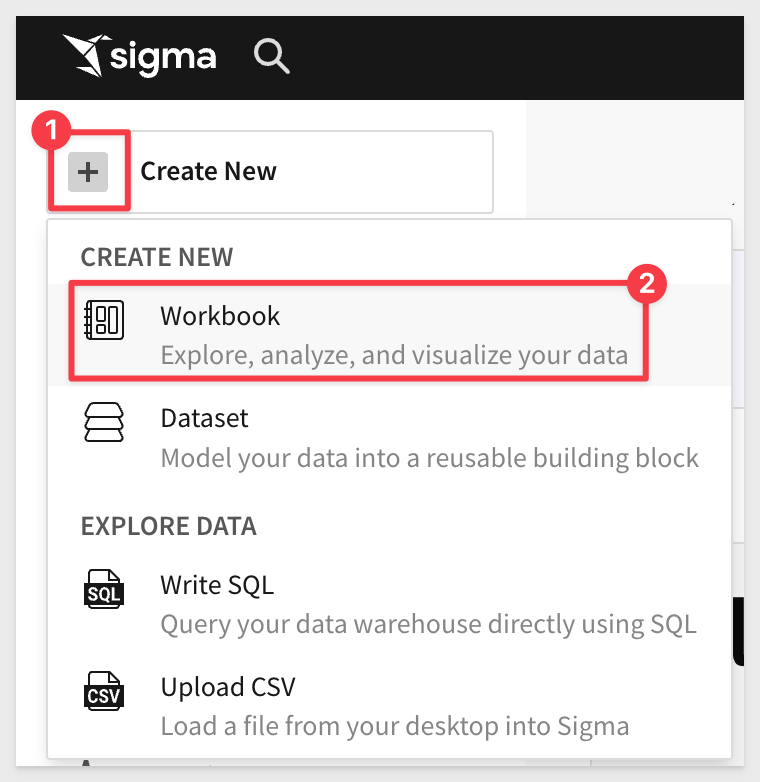 sigma
1
Create New
CREATE NEW
2
Workbook
Explore, analyze, and visualize your data
Dataset
Model your data into a reusable building block
EXPLORE DATA
SQL
Write SQL
Query your data warehouse directly using SQL
CSV
Upload CSV
Load a file from your desktop into Sigma